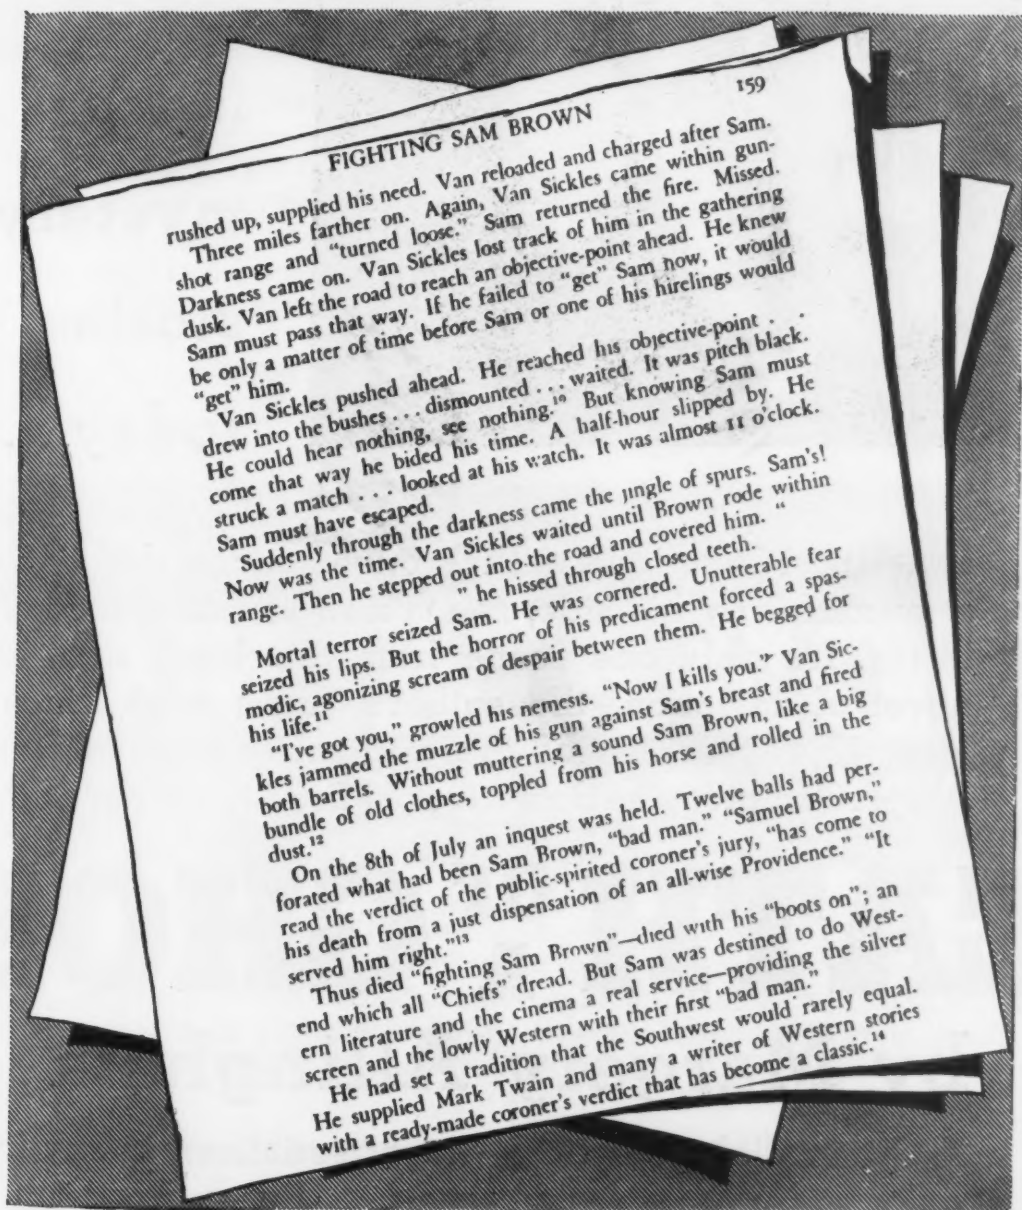 159
FIGHTING SAM BROWN
rushed up, supplied his need. Van reloaded and charged after Sam.
Three miles farther on. Again, Van Sickles came within gun-
shot range and "turned loose." Sam returned the fire. Missed.
Darkness came on. Van Sickles lost track of him in the gathering
dusk. Van left the road to reach an objective-point ahead. He knew
Sam must pass that way. If he failed to "get" Sam now, it would
be only a matter of time before Sam or one of his hirelings would
"get" him.
Van Sickles pushed ahead. He reached his objective-point . .
drew into the bushes . . . dismounted . . . waited. It was pitch black.
He could hear nothing, see nothing.¹⁰ But knowing Sam must
come that way he bided his time. A half-hour slipped by. He
struck a match . . . looked at his watch. It was almost 11 o'clock.
Sam must have escaped.
Suddenly through the darkness came the jingle of spurs. Sam's!
Now was the time. Van Sickles waited until Brown rode within
range. Then he stepped out into the road and covered him. "
" he hissed through closed teeth.
Mortal terror seized Sam. He was cornered. Unutterable fear
seized his lips. But the horror of his predicament forced a spas-
modic, agonizing scream of despair between them. He begged for
his life.¹¹
"I've got you," growled his nemesis. "Now I kills you." Van Sic-
kles jammed the muzzle of his gun against Sam's breast and fired
both barrels. Without muttering a sound Sam Brown, like a big
bundle of old clothes, toppled from his horse and rolled in the
dust.¹²
On the 8th of July an inquest was held. Twelve balls had per-
forated what had been Sam Brown, "bad man." "Samuel Brown,"
read the verdict of the public-spirited coroner's jury, "has come to
his death from a just dispensation of an all-wise Providence." "It
served him right."¹³
Thus died "fighting Sam Brown"—died with his "boots on"; an
end which all "Chiefs" dread. But Sam was destined to do West-
ern literature and the cinema a real service—providing the silver
screen and the lowly Western with their first "bad man."
He had set a tradition that the Southwest would rarely equal.
He supplied Mark Twain and many a writer of Western stories
with a ready-made coroner's verdict that has become a classic.¹⁴